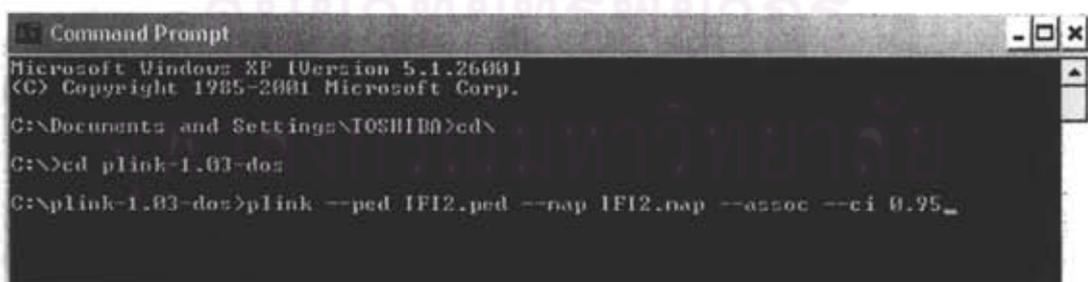 Command Prompt
Microsoft Windows XP [Version 5.1.2600]
(C) Copyright 1985-2001 Microsoft Corp.
C:\Documents and Settings\TOSHIBA>cd\
C:\>cd plink-1.03-dos
C:\plink-1.03-dos>plink --ped IFI2.ped --map IFI2.map --assoc --ci 0.95_